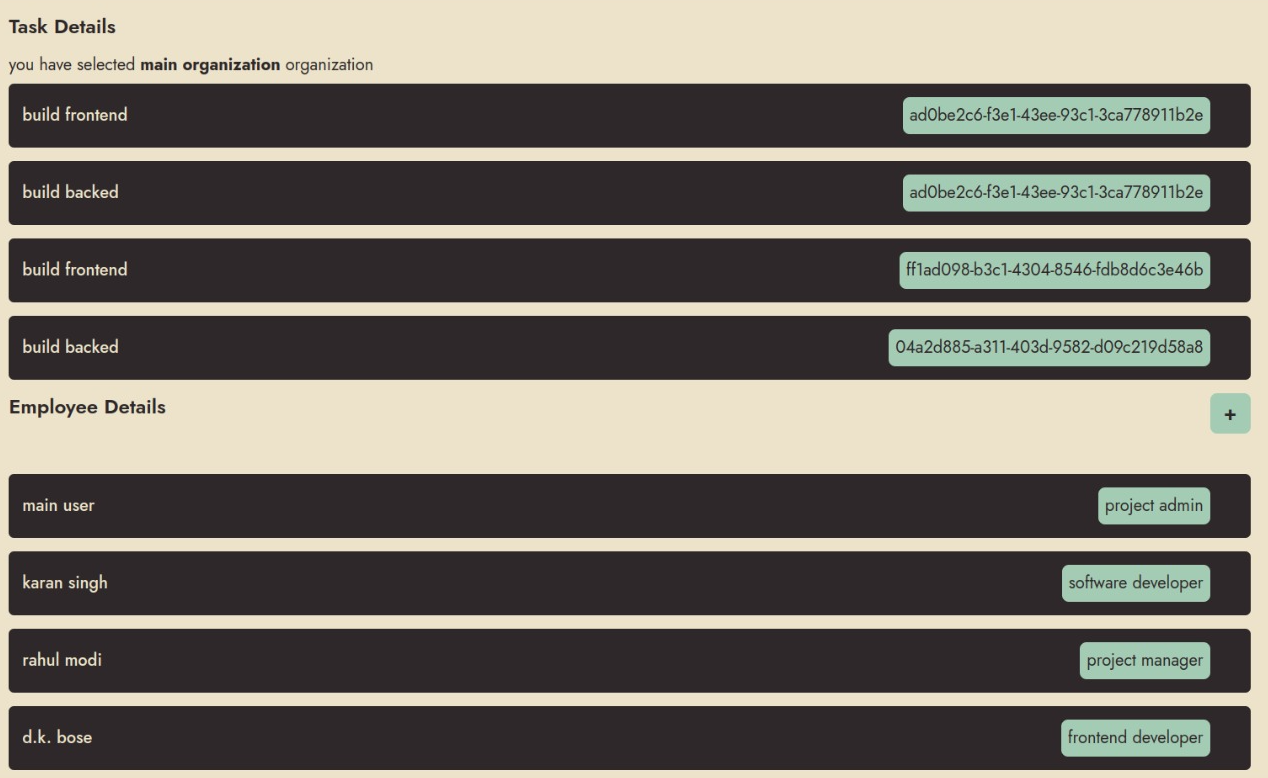 Task Details
you have selected main organization organization
build frontend ad0be2c6-f3e1-43ee-93c1-3ca778911b2e
build backed ad0be2c6-f3e1-43ee-93c1-3ca778911b2e
build frontend ff1ad098-b3c1-4304-8546-fdb8d6c3e46b
build backed 04a2d885-a311-403d-9582-d09c219d58a8
Employee Details +
main user project admin
karan singh software developer
rahul modi project manager
d.k. bose frontend developer